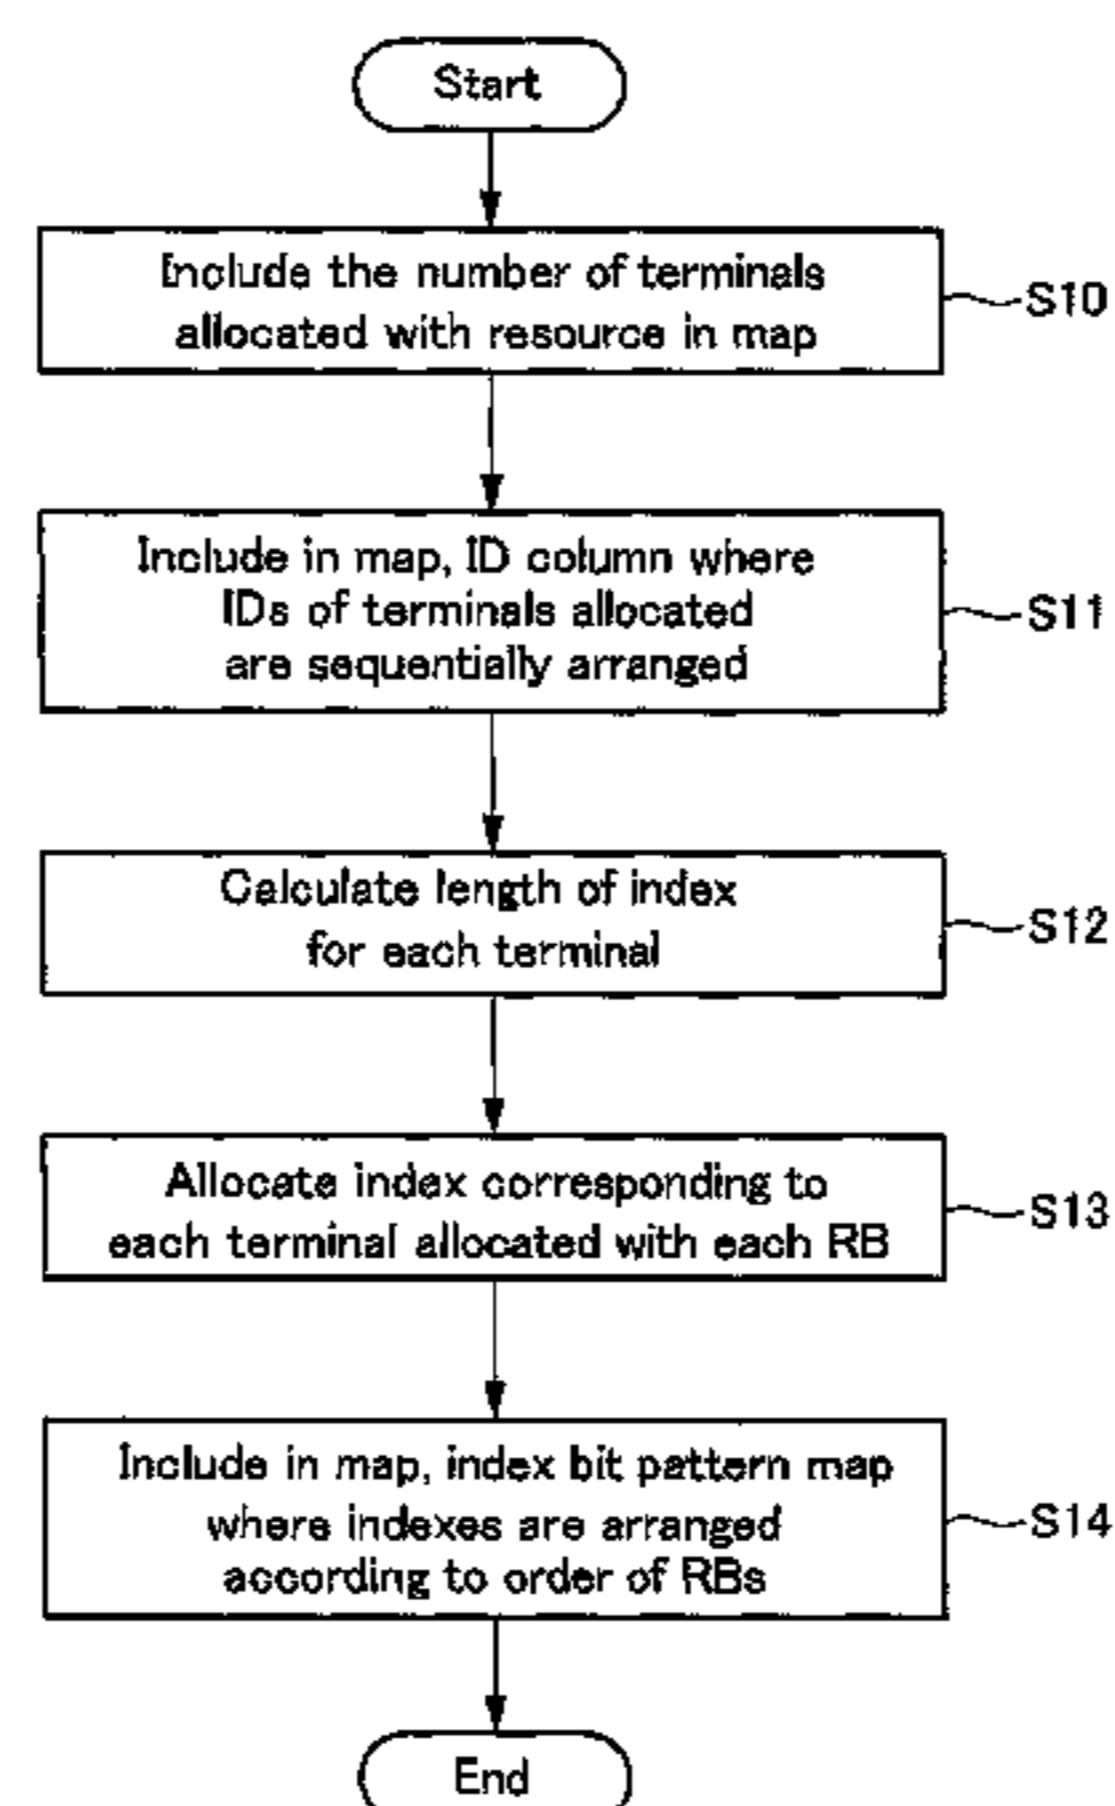 Start
Include the number of terminals
allocated with resource in map
S10
Include in map, ID column where
IDs of terminals allocated
are sequentially arranged
S11
Calculate length of index
for each terminal
S12
Allocate index corresponding to
each terminal allocated with each RB
S13
Include in map, index bit pattern map
where indexes are arranged
according to order of RBs
S14
End